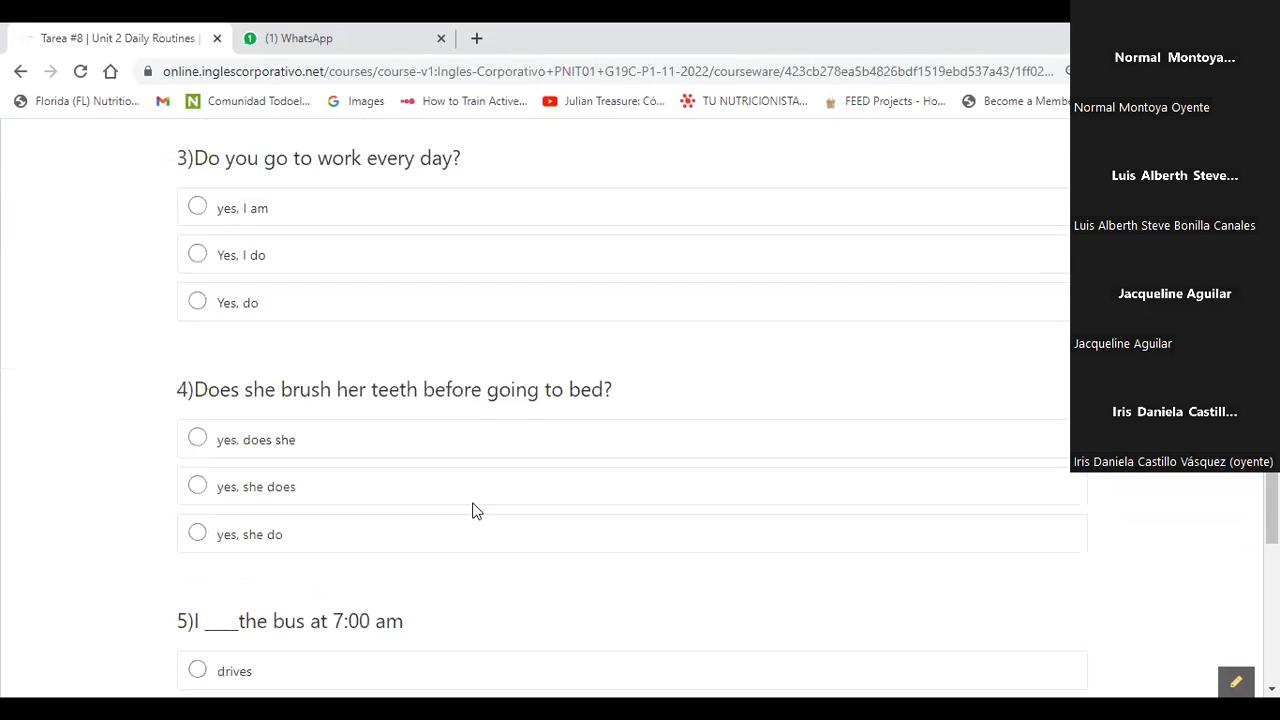 Tarea #8 | Unit 2 Daily Routines |
(1) WhatsApp
online.inglescorporativo.net/courses/course-v1:Ingles-Corporativo+PNIT01+G19C-P1-11-2022/courseware/423cb278ea5b4826bdf1519ebd537a43/1ff02...
Florida (FL) Nutritio...
Comunidad Todoel...
Images
How to Train Active...
Julian Treasure: Có...
TU NUTRICIONISTA...
FEED Projects - Ho...
Become a Membe
3)Do you go to work every day?
yes, I am
Yes, I do
Yes, do
4)Does she brush her teeth before going to bed?
yes, does she
yes, she does
yes, she do
5)I ____the bus at 7:00 am
drives
Normal Montoya...
Normal Montoya Oyente
Luis Alberth Steve...
Luis Alberth Steve Bonilla Canales
Jacqueline Aguilar
Jacqueline Aguilar
Iris Daniela Castill...
Iris Daniela Castillo Vásquez (oyente)